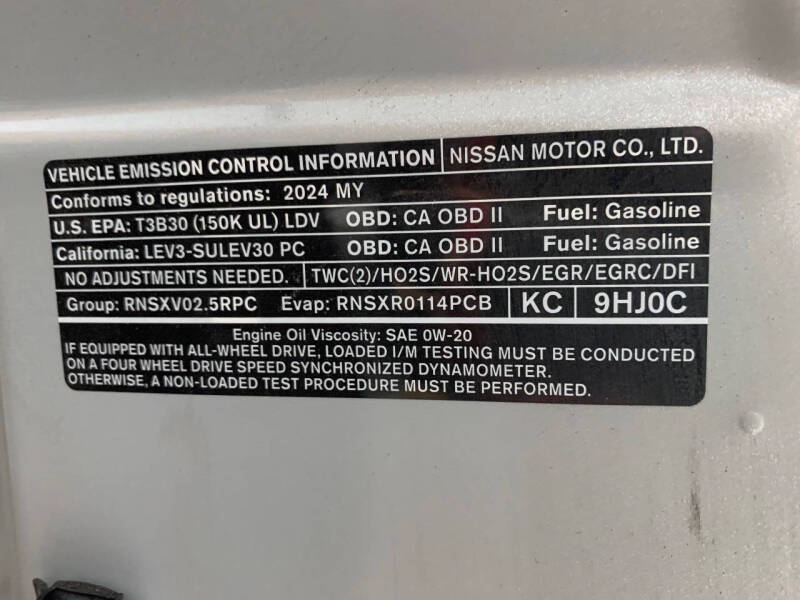 VEHICLE EMISSION CONTROL INFORMATION NISSAN MOTOR CO., LTD.
Conforms to regulations: 2024 MY
U.S. EPA: T3B30 (150K UL) LDV OBD: CA OBD II Fuel: Gasoline
California: LEV3-SULEV30 PC OBD: CA OBD II Fuel: Gasoline
NO ADJUSTMENTS NEEDED. TWC(2)/HO2S/WR-HO2S/EGR/EGRC/DFI
Group: RNSXV02.5RPC Evap: RNSXR0114PCB KC 9HJ0C
Engine Oil Viscosity: SAE 0W-20
IF EQUIPPED WITH ALL-WHEEL DRIVE, LOADED I/M TESTING MUST BE CONDUCTED
ON A FOUR WHEEL DRIVE SPEED SYNCHRONIZED DYNAMOMETER.
OTHERWISE, A NON-LOADED TEST PROCEDURE MUST BE PERFORMED.